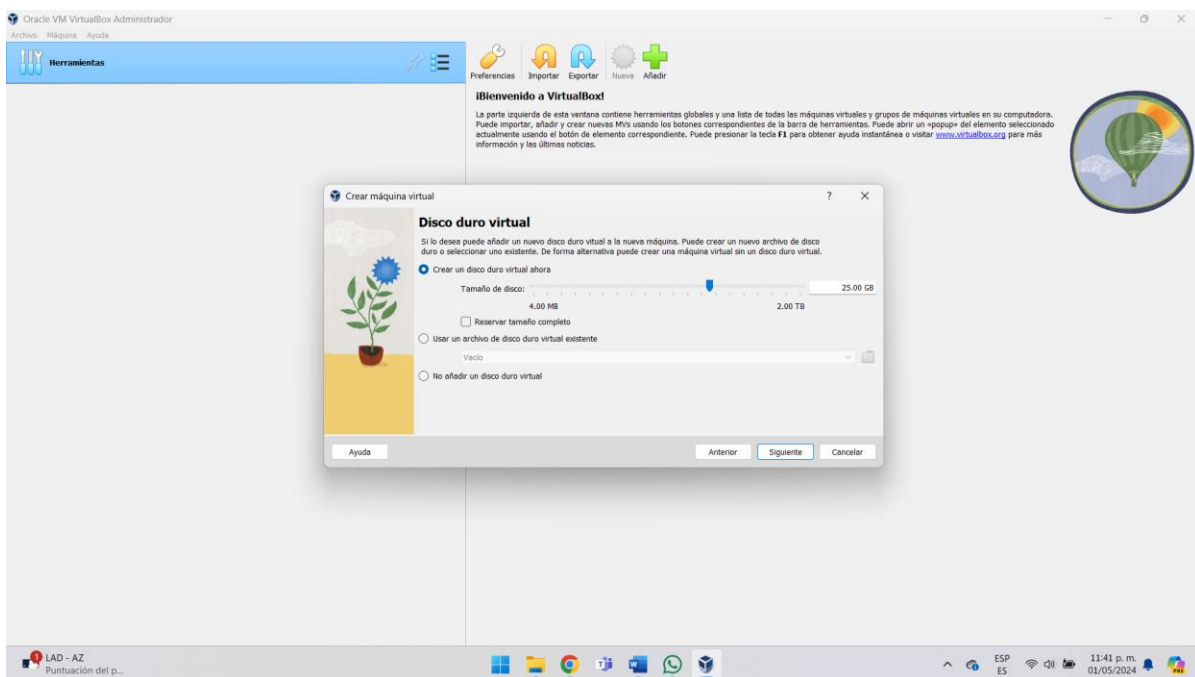 Oracle VM VirtualBox Administrador
Archivo Máquina Ayuda
Herramientas
Preferencias Importar Exportar Nueva Añadir
¡Bienvenido a VirtualBox!
La parte izquierda de esta ventana contiene herramientas globales y una lista de todas las máquinas virtuales y grupos de máquinas virtuales en su computadora.
Puede importar, añadir y crear nuevas MVs usando los botones correspondientes de la barra de herramientas. Puede abrir un «popup» del elemento seleccionado
actualmente usando el botón de elemento correspondiente. Puede presionar la tecla F1 para obtener ayuda instantánea o visitar www.virtualbox.org para más
información y las últimas noticias.
Crear máquina virtual
Disco duro virtual
Si lo desea puede añadir un nuevo disco duro vitual a la nueva máquina. Puede crear un nuevo archivo de disco
duro o seleccionar uno existente. De forma alternativa puede crear una máquina virtual sin un disco duro virtual.
Crear un disco duro virtual ahora
Tamaño de disco: 25.00 GB
4.00 MB 2.00 TB
Reservar tamaño completo
Usar un archivo de disco duro virtual existente
Vacío
No añadir un disco duro virtual
Ayuda Anterior Siguiente Cancelar
1 LAD - AZ
Puntuación del p...
ESP
ES
11:41 p. m.
01/05/2024
PRE